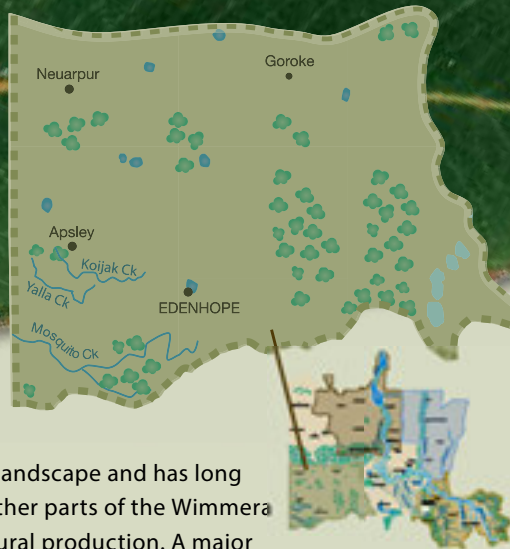 Neuarpur
Goroke
Apsley
Koijak Ck
Yalla Ck
EDENHOPE
Mosquito Ck
andscape and has long
ther parts of the Wimmera
ural production. A major